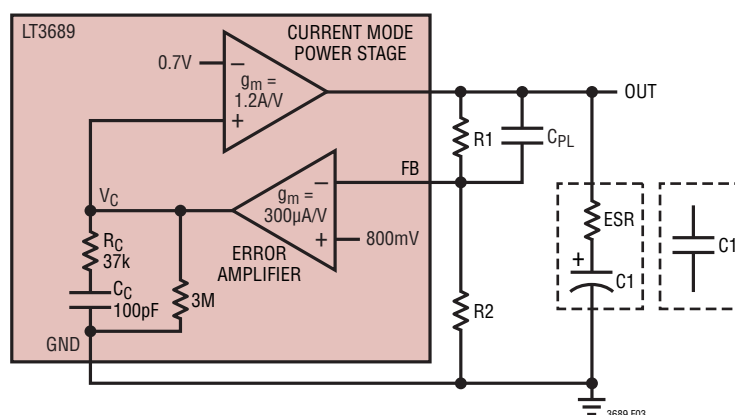 LT3689
CURRENT MODE
POWER STAGE
0.7V
−
gm =
1.2A/V
+
OUT
R1
CPL
FB
VC
−
gm =
300µA/V
+
800mV
ERROR
AMPLIFIER
RC
37k
CC
100pF
3M
GND
R2
ESR
+
C1
C1
3689 F03